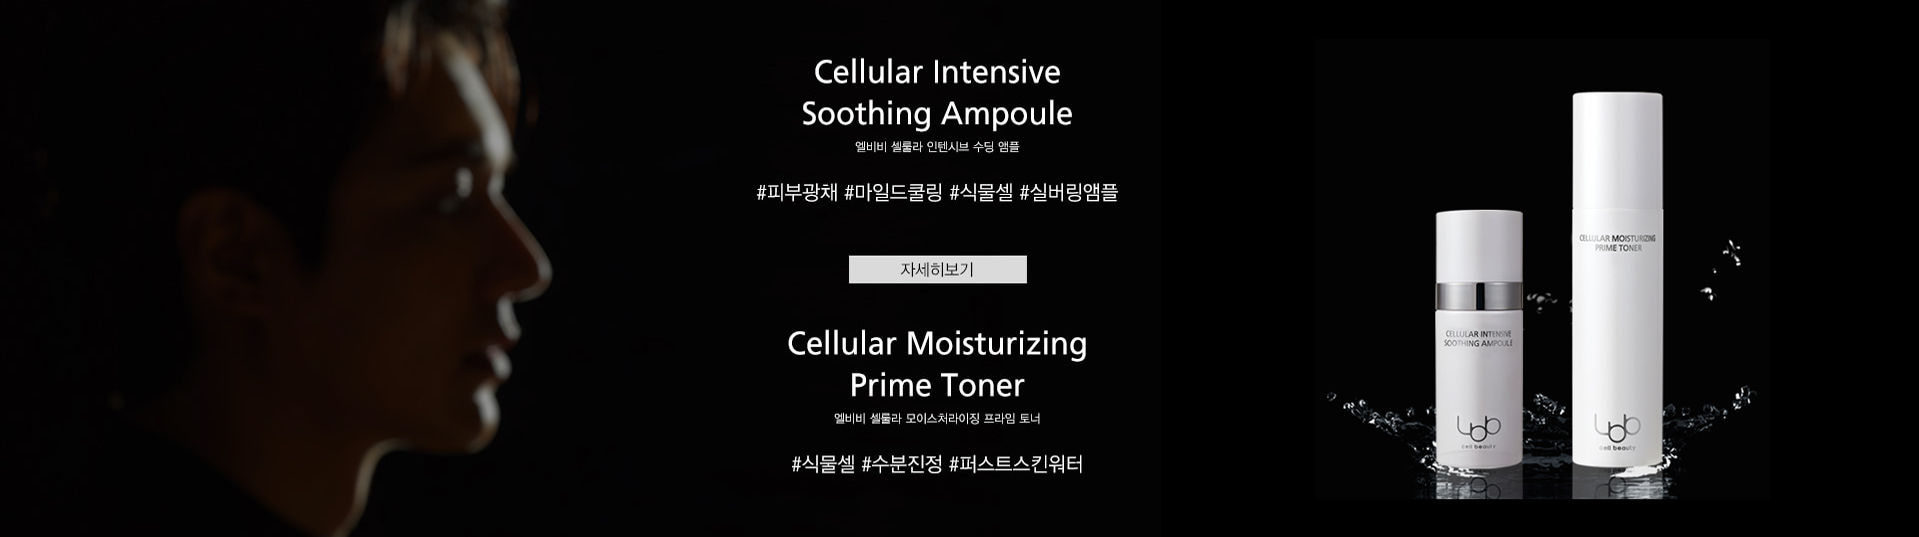 Cellular Intensive
Soothing Ampoule
엘비비 셀룰라 인텐시브 수딩 앰플
#피부광채 #마일드쿨링 #식물셀 #실버링앰플
자세히보기
Cellular Moisturizing
Prime Toner
엘비비 셀룰라 모이스처라이징 프라임 토너
#식물셀 #수분진정 #퍼스트스킨워터
CELLULAR INTENSIVE
SOOTHING AMPOULE
Lbb
cell beauty
CELLULAR MOISTURIZING
PRIME TONER
Lbb
cell beauty